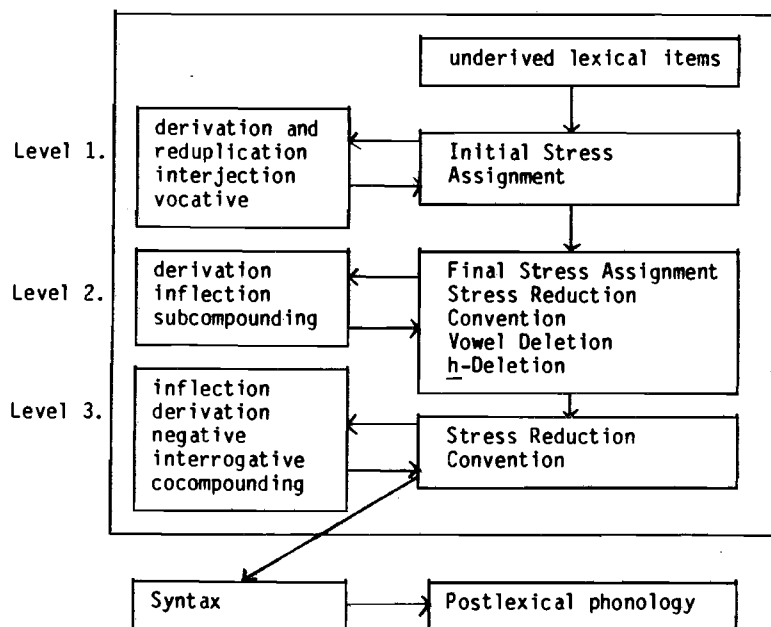 underived lexical items
Level 1.
derivation and
reduplication
interjection
vocative
Initial Stress
Assignment
Level 2.
derivation
inflection
subcompounding
Final Stress Assignment
Stress Reduction
Convention
Vowel Deletion
h-Deletion
Level 3.
inflection
derivation
negative
interrogative
cocompounding
Stress Reduction
Convention
Syntax
Postlexical phonology